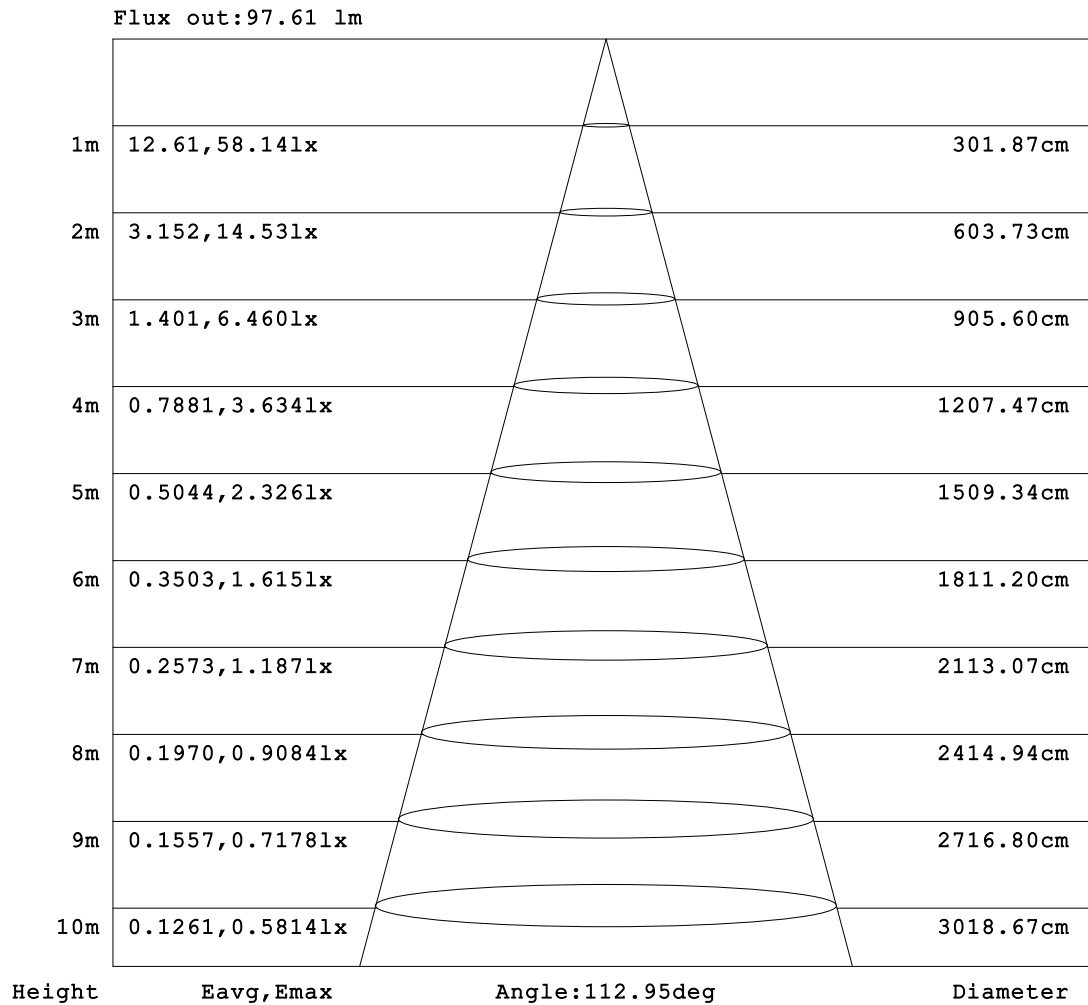 Flux out:97.61 lm
1m 12.61,58.14lx 301.87cm
2m 3.152,14.53lx 603.73cm
3m 1.401,6.460lx 905.60cm
4m 0.7881,3.634lx 1207.47cm
5m 0.5044,2.326lx 1509.34cm
6m 0.3503,1.615lx 1811.20cm
7m 0.2573,1.187lx 2113.07cm
8m 0.1970,0.9084lx 2414.94cm
9m 0.1557,0.7178lx 2716.80cm
10m 0.1261,0.5814lx 3018.67cm
Height Eavg,Emax Angle:112.95deg Diameter